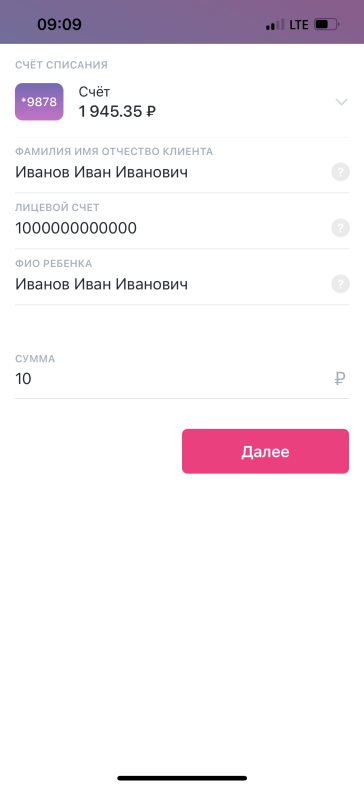 09:09
LTE
СЧЁТ СПИСАНИЯ
*9878
Счёт
1 945.35 ₽
ФАМИЛИЯ ИМЯ ОТЧЕСТВО КЛИЕНТА
Иванов Иван Иванович
?
ЛИЦЕВОЙ СЧЕТ
1000000000000
?
ФИО РЕБЕНКА
Иванов Иван Иванович
?
СУММА
10
₽
Далее